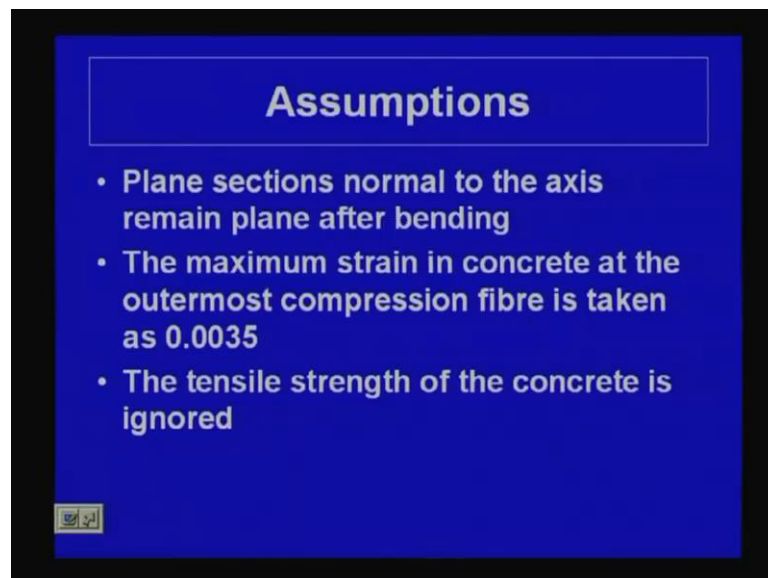 Assumptions
• Plane sections normal to the axis
remain plane after bending
• The maximum strain in concrete at the
outermost compression fibre is taken
as 0.0035
• The tensile strength of the concrete is
ignored